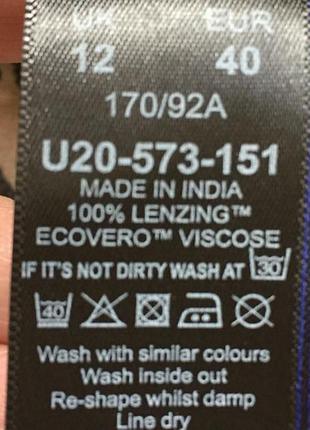 UK EUR
12 40
170/92A
U20-573-151
MADE IN INDIA
100% LENZING™
ECOVERO™ VISCOSE
IF IT'S NOT DIRTY WASH AT 30
40
Wash with similar colours
Wash inside out
Re-shape whilst damp
Line dry